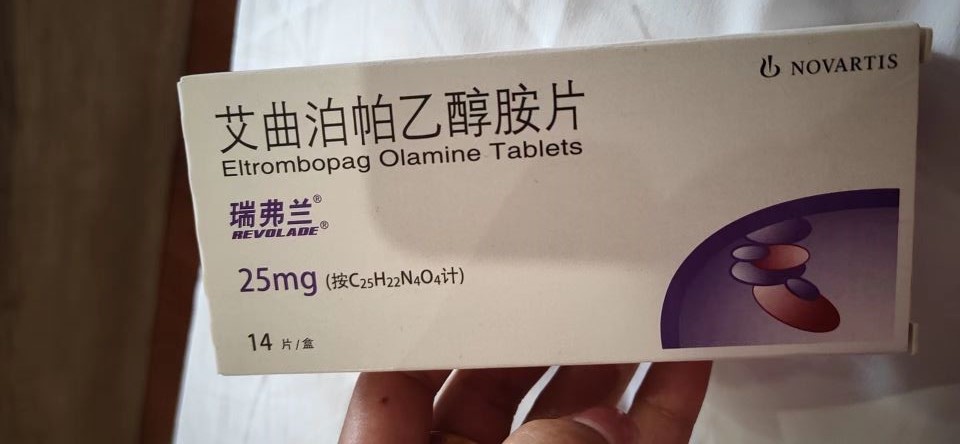 NOVARTIS
艾曲泊帕乙醇胺片
Eltrombopag Olamine Tablets
瑞弗兰®
REVOLADE®
25mg (按C₂₅H₂₂N₄O₄计)
14 片/盒